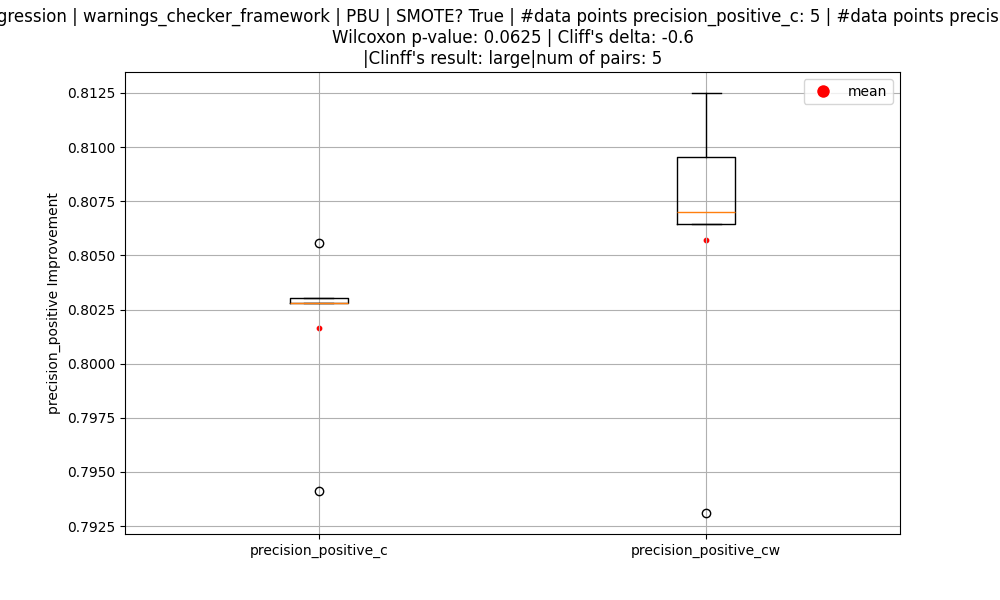 gression | warnings_checker_framework | PBU | SMOTE? True | #data points precision_positive_c: 5 | #data points precis
Wilcoxon p-value: 0.0625 | Cliff's delta: -0.6
|Clinff's result: large|num of pairs: 5
mean
0.8125
0.8100
0.8075
0.8050
0.8025
0.8000
0.7975
0.7950
0.7925
precision_positive Improvement
precision_positive_c
precision_positive_cw